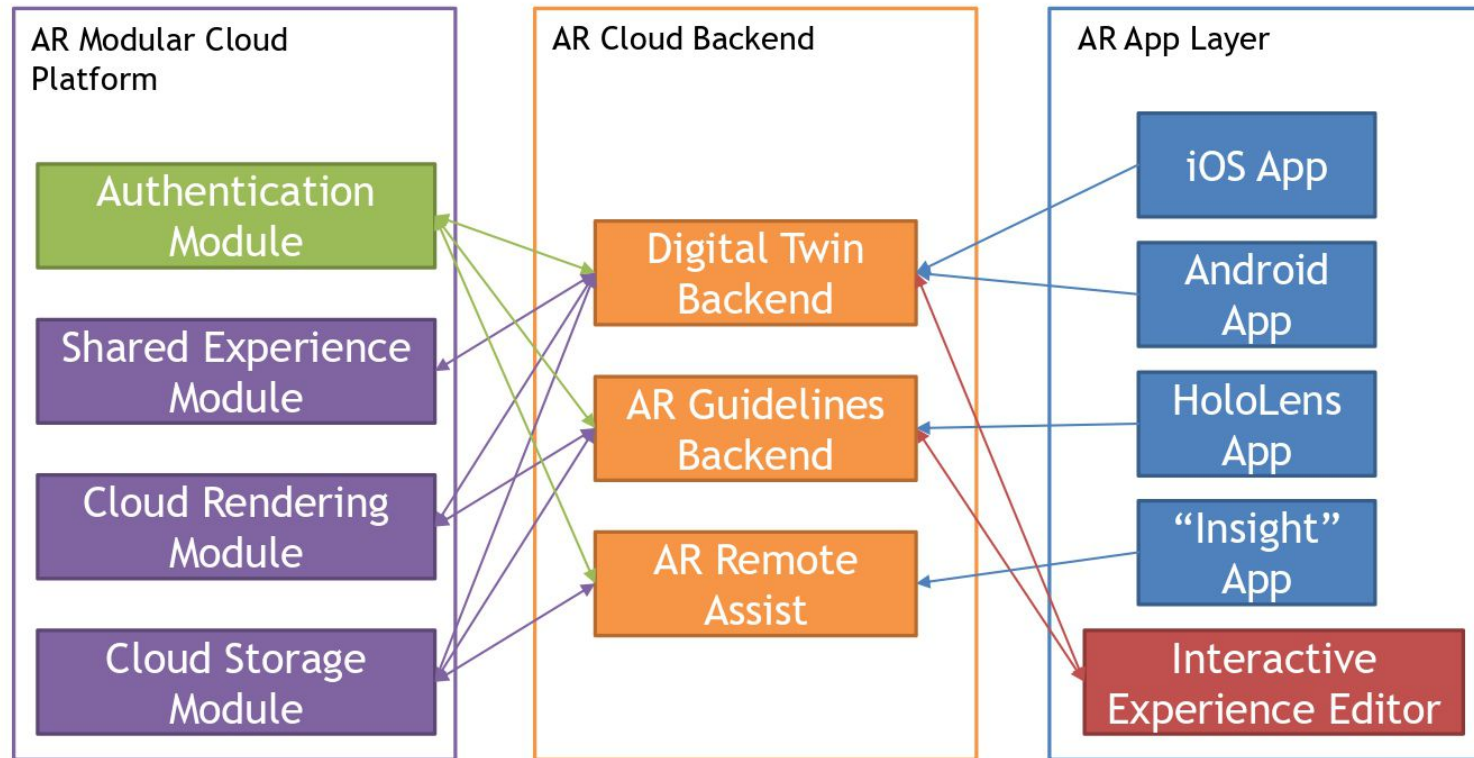 AR Modular Cloud
Platform
Authentication
Module
Shared Experience
Module
Cloud Rendering
Module
Cloud Storage
Module
AR Cloud Backend
Digital Twin
Backend
AR Guidelines
Backend
AR Remote
Assist
AR App Layer
iOS App
Android
App
HoloLens
App
“Insight”
App
Interactive
Experience Editor